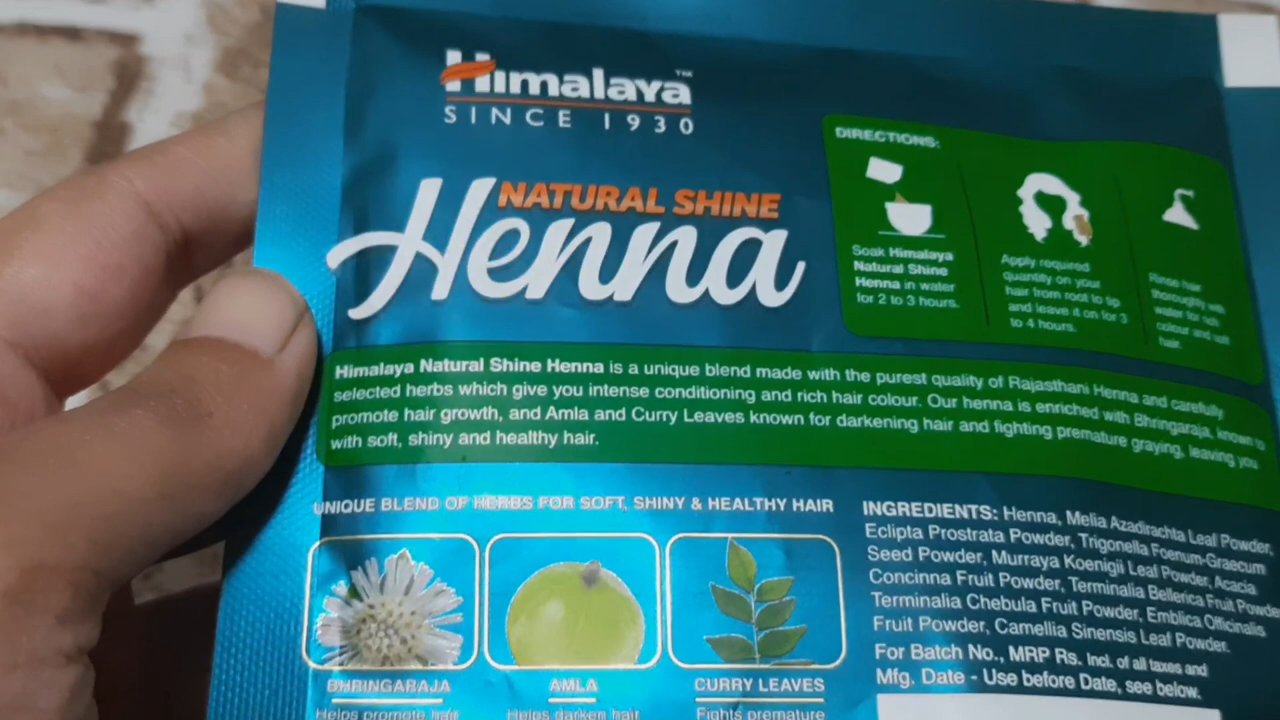 Himalaya™
SINCE 1930
NATURAL SHINE
Henna
DIRECTIONS:
Soak Himalaya
Natural Shine
Henna in water
for 2 to 3 hours.
Apply required
quantity on your
hair from root to tip
and leave it on for 3
to 4 hours.
Rinse hair
thoroughly with
water for rich
colour and soft
hair.
Himalaya Natural Shine Henna is a unique blend made with the purest quality of Rajasthani Henna and carefully
selected herbs which give you intense conditioning and rich hair colour. Our henna is enriched with Bhringaraja, known to
promote hair growth, and Amla and Curry Leaves known for darkening hair and fighting premature graying, leaving you
with soft, shiny and healthy hair.
UNIQUE BLEND OF HERBS FOR SOFT, SHINY & HEALTHY HAIR
BHRINGARAJA
Helps promote hair
AMLA
Helps darken hair
CURRY LEAVES
Fights premature
INGREDIENTS: Henna, Melia Azadirachta Leaf Powder,
Eclipta Prostrata Powder, Trigonella Foenum-Graecum
Seed Powder, Murraya Koenigii Leaf Powder, Acacia
Concinna Fruit Powder, Terminalia Bellerica Fruit Powde
Terminalia Chebula Fruit Powder, Emblica Officinalis
Fruit Powder, Camellia Sinensis Leaf Powder.
For Batch No., MRP Rs. Incl. of all taxes and
Mfg. Date - Use before Date, see below.